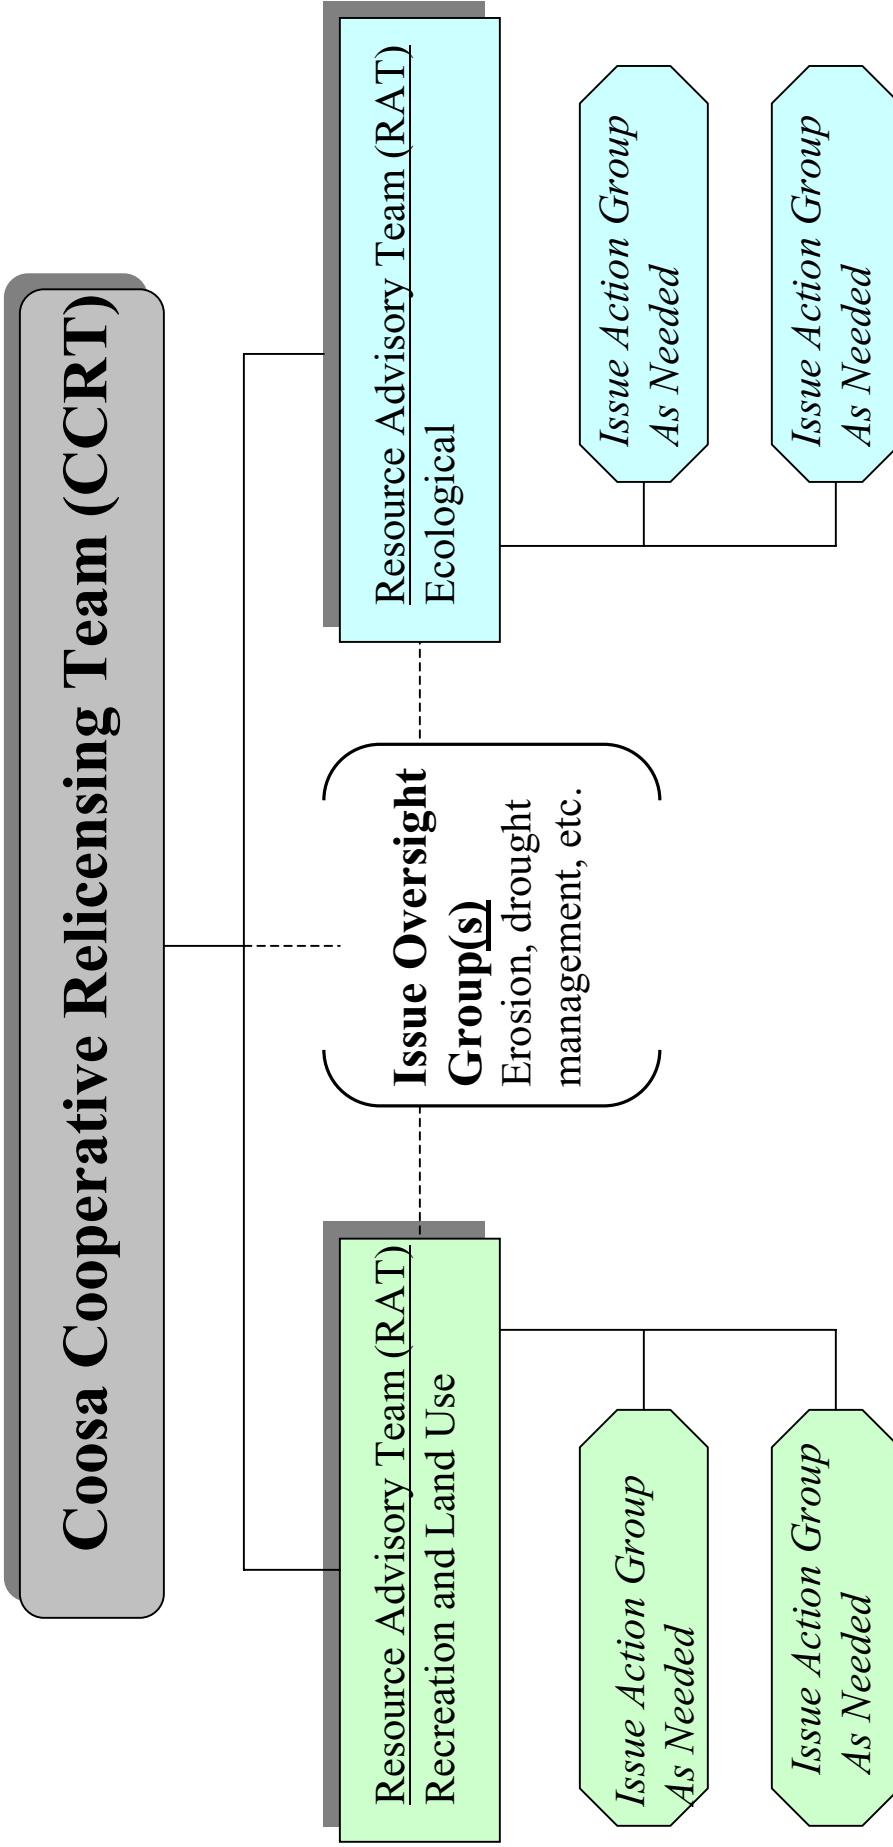 Coosa Cooperative Relicensing Team (CCRT)
Resource Advisory Team (RAT)
Recreation and Land Use
Issue Action Group
As Needed
Issue Action Group
As Needed
Issue Oversight
Group(s)
Erosion, drought
management, etc.
Resource Advisory Team (RAT)
Ecological
Issue Action Group
As Needed
Issue Action Group
As Needed